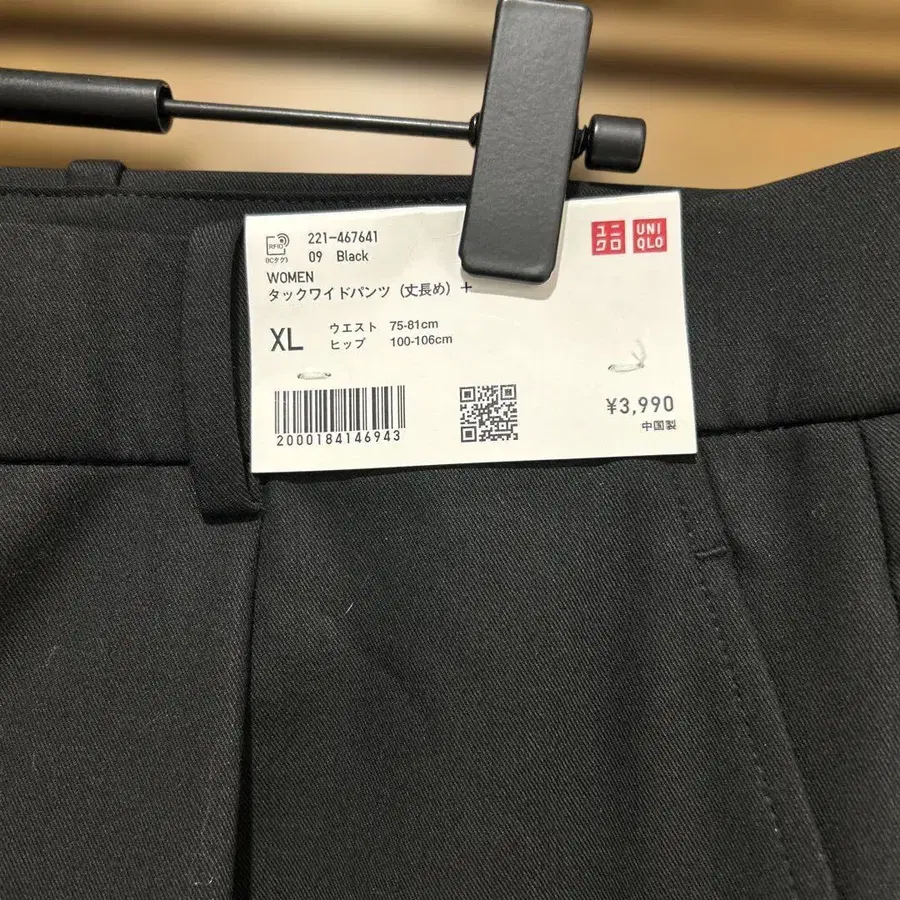 RFID
(ICタグ)
221-467641
09 Black
ユニクロ
UNIQLO
WOMEN
タックワイドパンツ (丈長め) +
XL
ウエスト 75-81cm
ヒップ 100-106cm
2000184146943
¥3,990
中国製